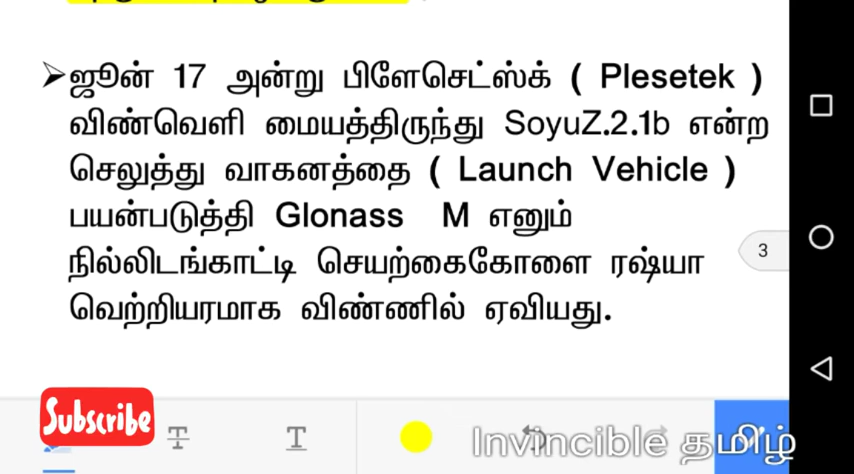 ➢ஜூன் 17 அன்று பிளேசெட்ஸ்க் ( Plesetek )
விண்வெளி மையத்திருந்து SoyuZ.2.1b என்ற
செலுத்து வாகனத்தை ( Launch Vehicle )
பயன்படுத்தி Glonass M எனும்
நில்லிடங்காட்டி செயற்கைகோளை ரஷ்யா
வெற்றியரமாக விண்ணில் ஏவியது.
3
Subscribe
T
T
Invincible தமிழ்